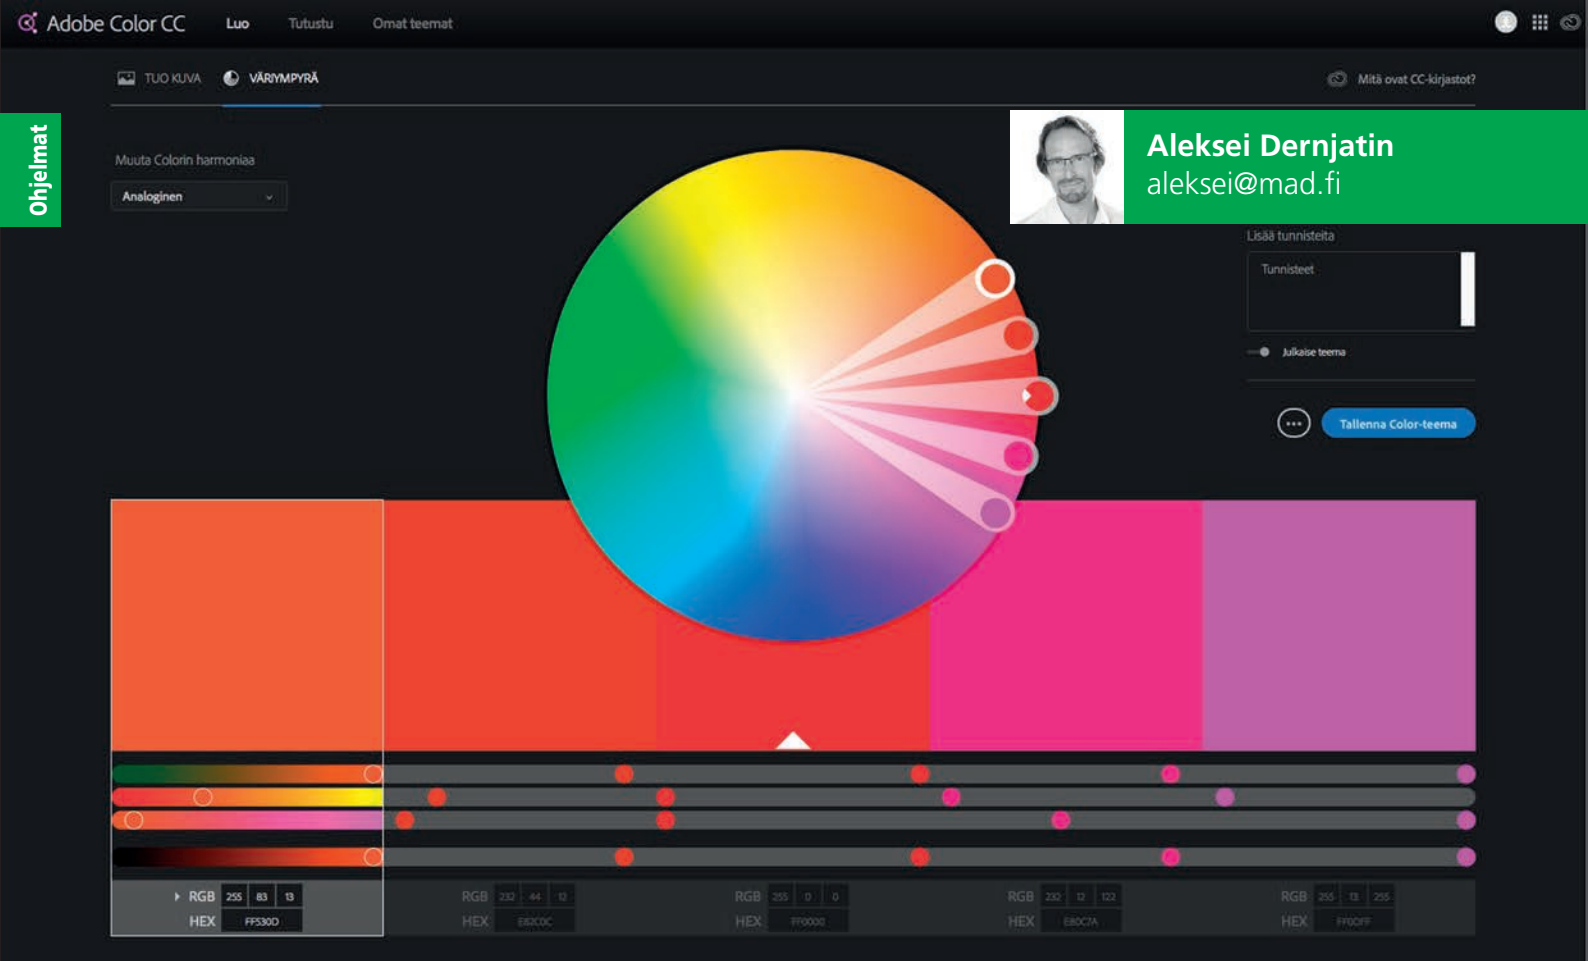 Adobe Color CC Luo Tutustu Omat teemat
TUO KUVA VÄRIYMPYRÄ
Mitä ovat CC-kirjastot?
Ohjelmat
Aleksei Dernjatin
aleksei@mad.fi
Muuta Colorin harmoniaa
Analoginen
Lisää tunnisteita
Tunnisteet
Julkaise teema
Tallenna Color-teema
RGB 255 83 13
HEX FF530D
RGB 232 44 12
HEX E82C0C
RGB 255 0 0
HEX FF0000
RGB 232 12 122
HEX E80C7A
RGB 255 13 255
HEX FF0DFF